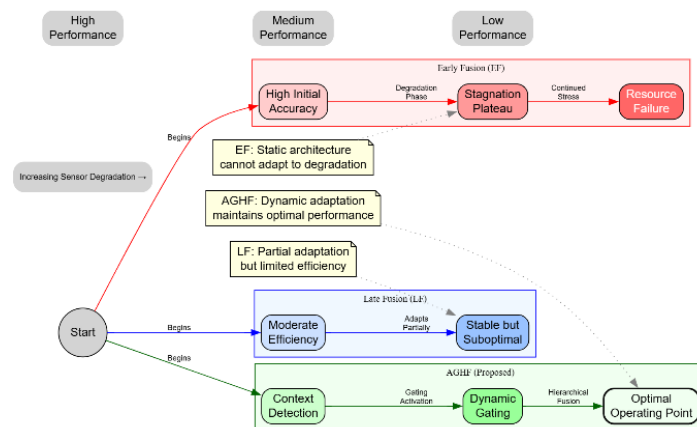 High
Performance
Medium
Performance
Low
Performance
Early Fusion (EF)
High Initial
Accuracy
Degradation
Phase
Stagnation
Plateau
Continued
Stress
Resource
Failure
Begins
EF: Static architecture
cannot adapt to degradation
Increasing Sensor Degradation →
AGHF: Dynamic adaptation
maintains optimal performance
LF: Partial adaptation
but limited efficiency
Late Fusion (LF)
Start
Begins
Moderate
Efficiency
Adapts
Partially
Stable but
Suboptimal
Begins
AGHF (Proposed)
Context
Detection
Gating
Activation
Dynamic
Gating
Hierarchical
Fusion
Optimal
Operating Point